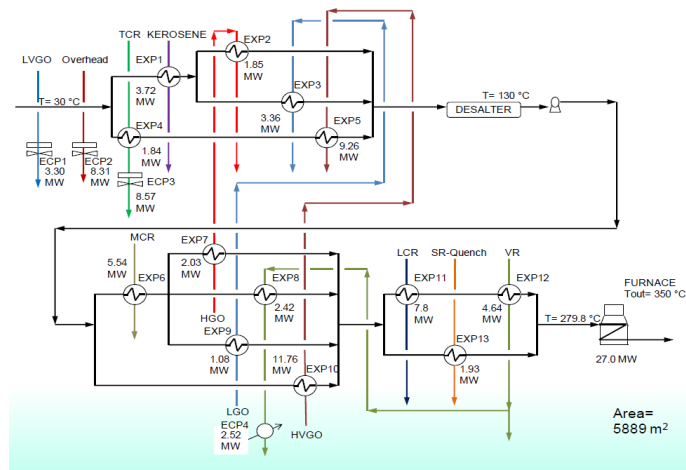 TCR KEROSENE
LVGO Overhead
EXP1
EXP2
1.85
MW
T= 30 °C
3.72
MW
EXP3
3.36
MW
T= 130 °C
DESALTER
EXP4
1.84
MW
EXP5
9.26
MW
ECP1
3.30
MW
ECP2
8.31
MW
ECP3
8.57
MW
MCR
5.54
MW
EXP6
EXP7
2.03
MW
EXP8
2.42
MW
HGO
EXP9
1.08
MW
11.76
MW
EXP10
LGO
ECP4
2.52
MW
HVGO
LCR SR-Quench VR
EXP11
7.8
MW
EXP12
4.64
MW
EXP13
1.93
MW
T= 279.8 °C
FURNACE
Tout= 350 °C
27.0 MW
Area=
5889 m²